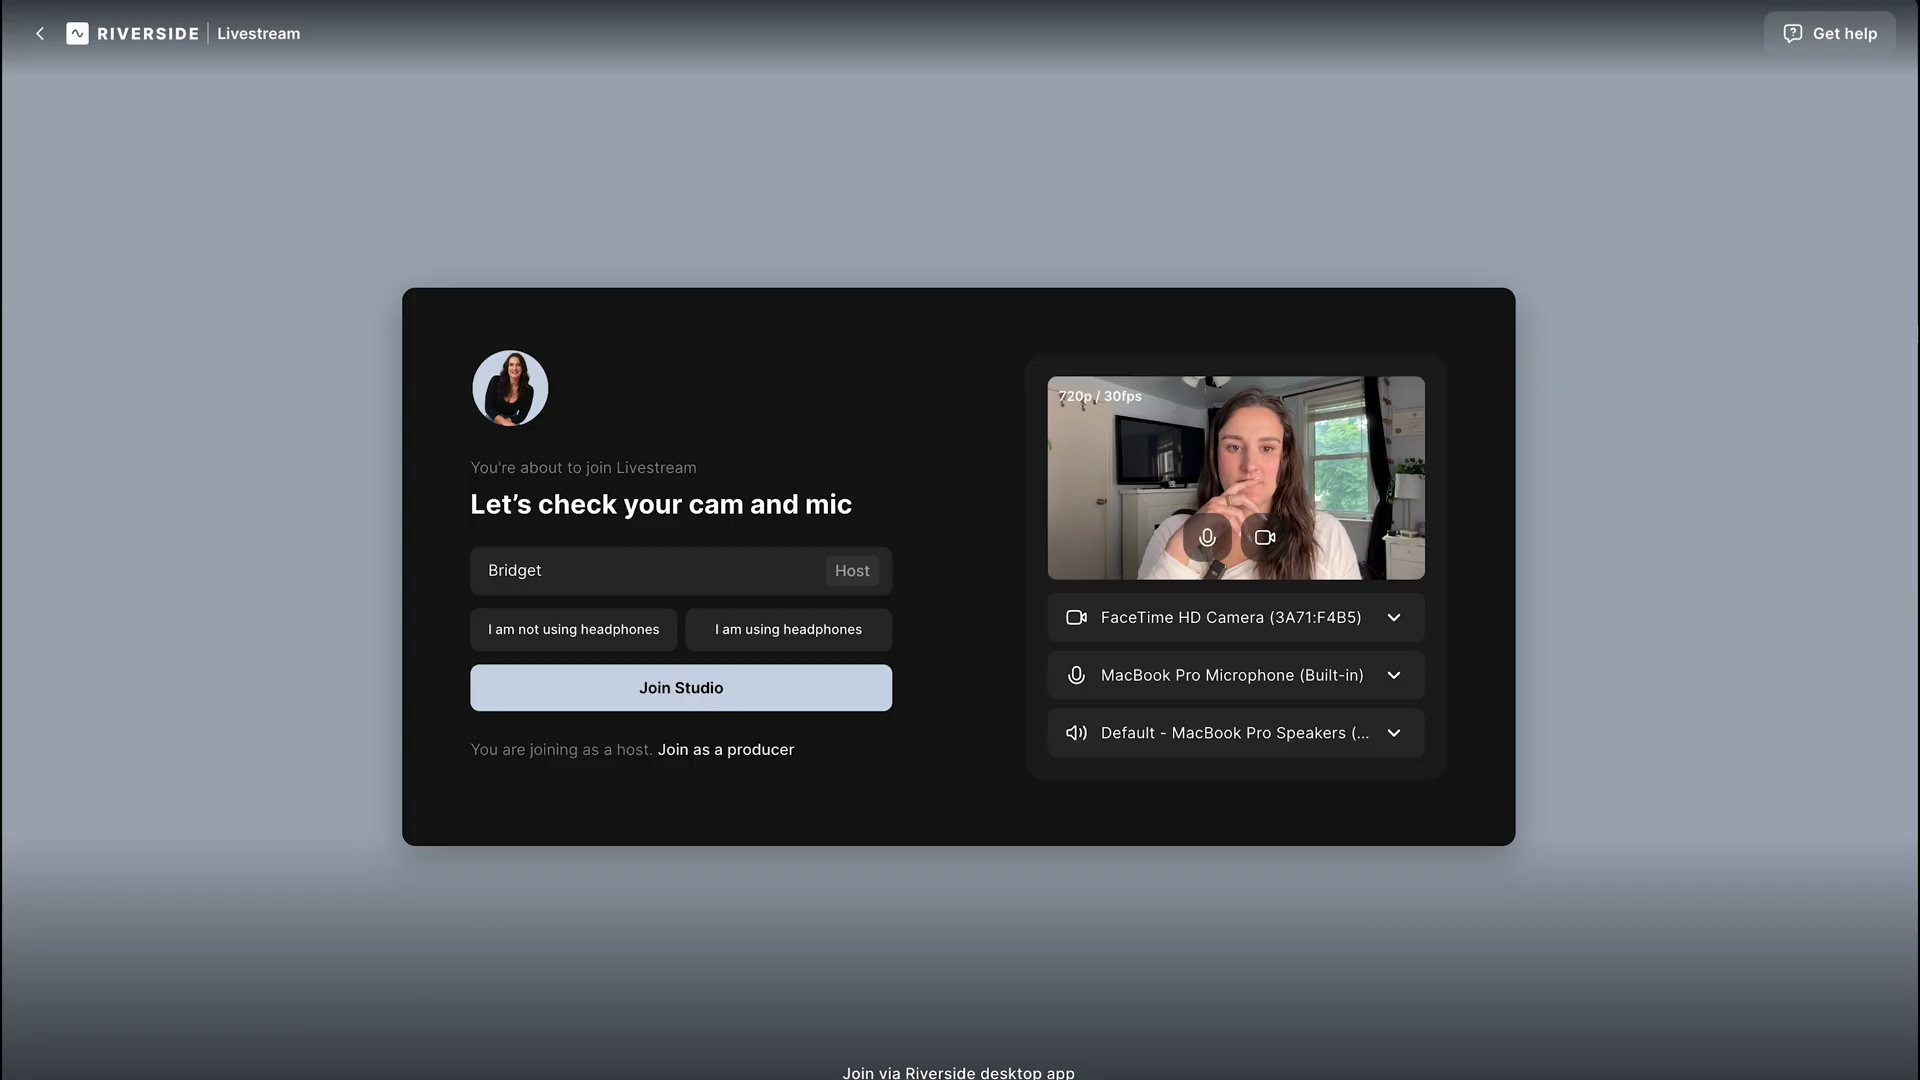 RIVERSIDE | Livestream
Get help
You're about to join Livestream
Let’s check your cam and mic
Bridget
Host
I am not using headphones
I am using headphones
Join Studio
You are joining as a host. Join as a producer
720p / 30fps
FaceTime HD Camera (3A71:F4B5)
MacBook Pro Microphone (Built-in)
Default - MacBook Pro Speakers (...
Join via Riverside desktop app